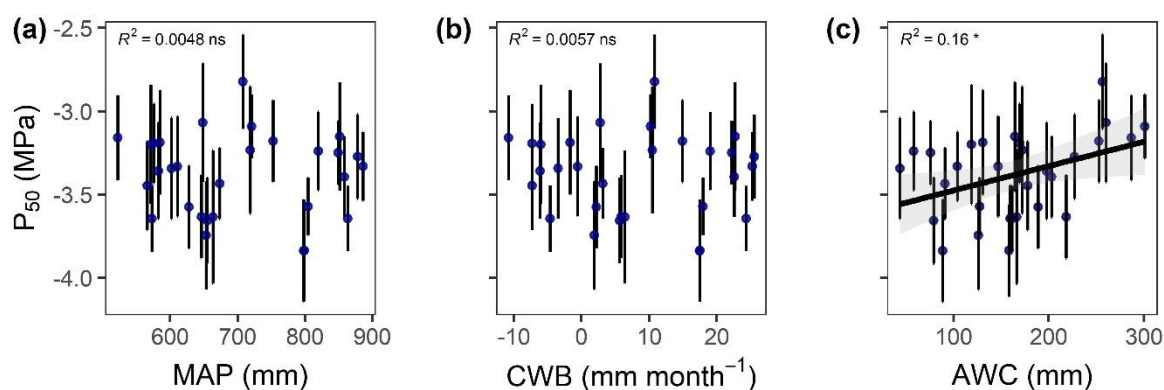 (a)
R² = 0.0048 ns
(b)
R² = 0.0057 ns
(c)
R² = 0.16 *
P₅₀ (MPa)
-2.5
-3.0
-3.5
-4.0
600 700 800 900
-10 0 10 20
100 200 300
MAP (mm)
CWB (mm month⁻¹)
AWC (mm)